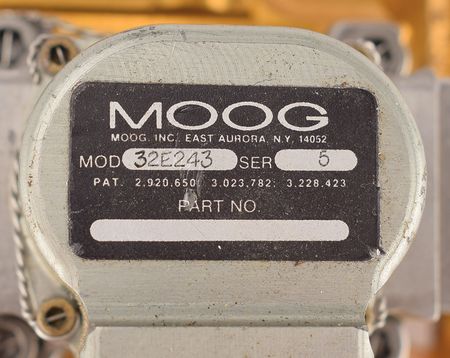 MOOG
MOOG. INC. EAST AURORA, N.Y. 14052
MOD 32E243 SER 5
PAT. 2,920,650; 3,023,782; 3,228,423
PART NO.